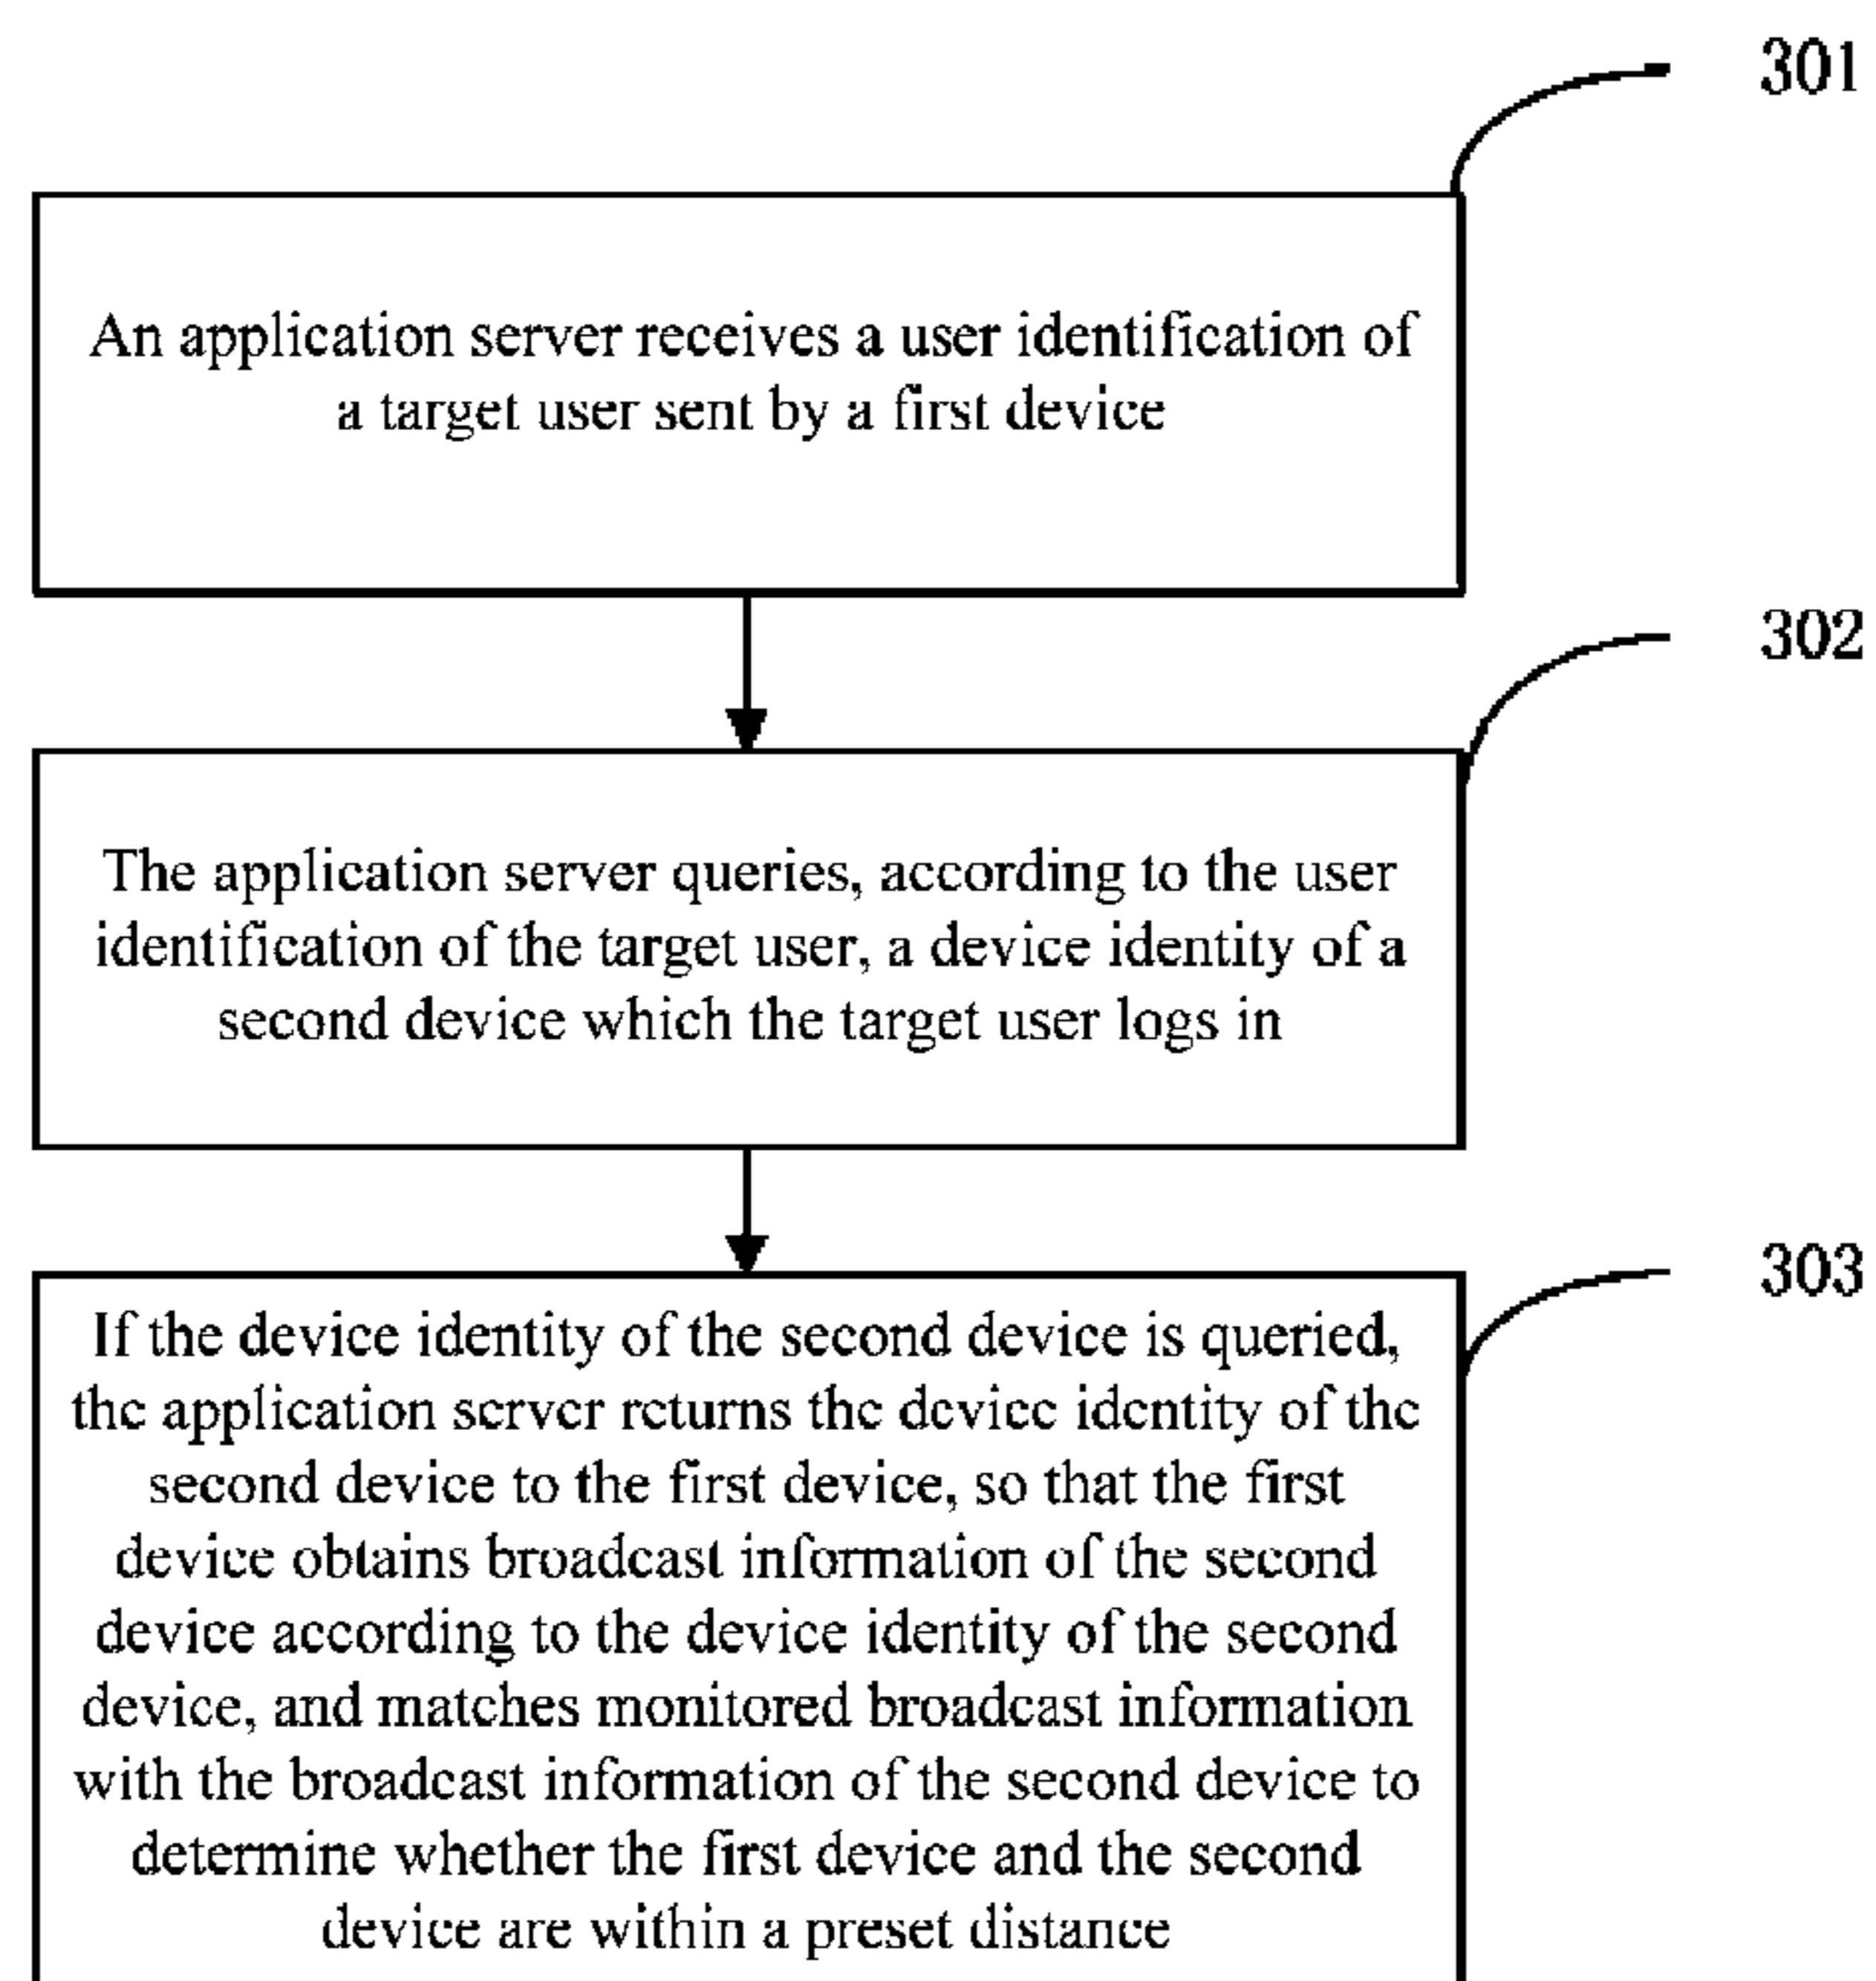 301
An application server receives a user identification of
a target user sent by a first device
302
The application server queries, according to the user
identification of the target user, a device identity of a
second device which the target user logs in
303
If the device identity of the second device is queried,
the application server returns the device identity of the
second device to the first device, so that the first
device obtains broadcast information of the second
device according to the device identity of the second
device, and matches monitored broadcast information
with the broadcast information of the second device to
determine whether the first device and the second
device are within a preset distance